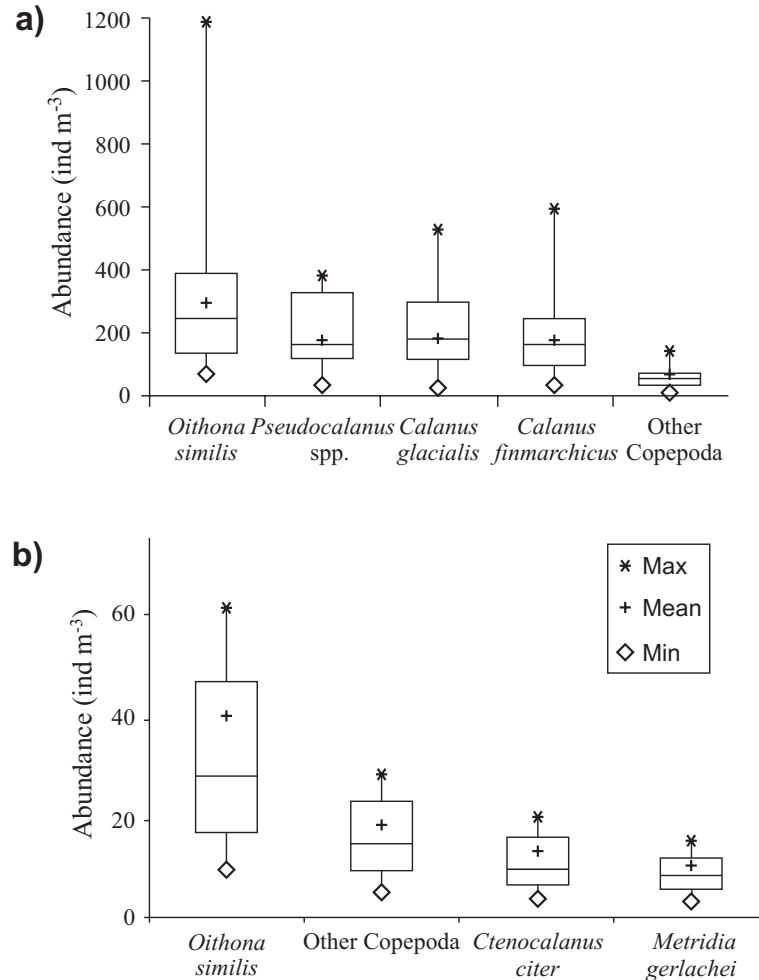 a)
Abundance (ind m⁻³)
1200
1000
800
600
400
200
0
Oithona similis
Pseudocalanus spp.
Calanus glacialis
Calanus finmarchicus
Other Copepoda
b)
Abundance (ind m⁻³)
60
40
20
0
Max
Mean
Min
Oithona similis
Other Copepoda
Ctenocalanus citer
Metridia gerlachei